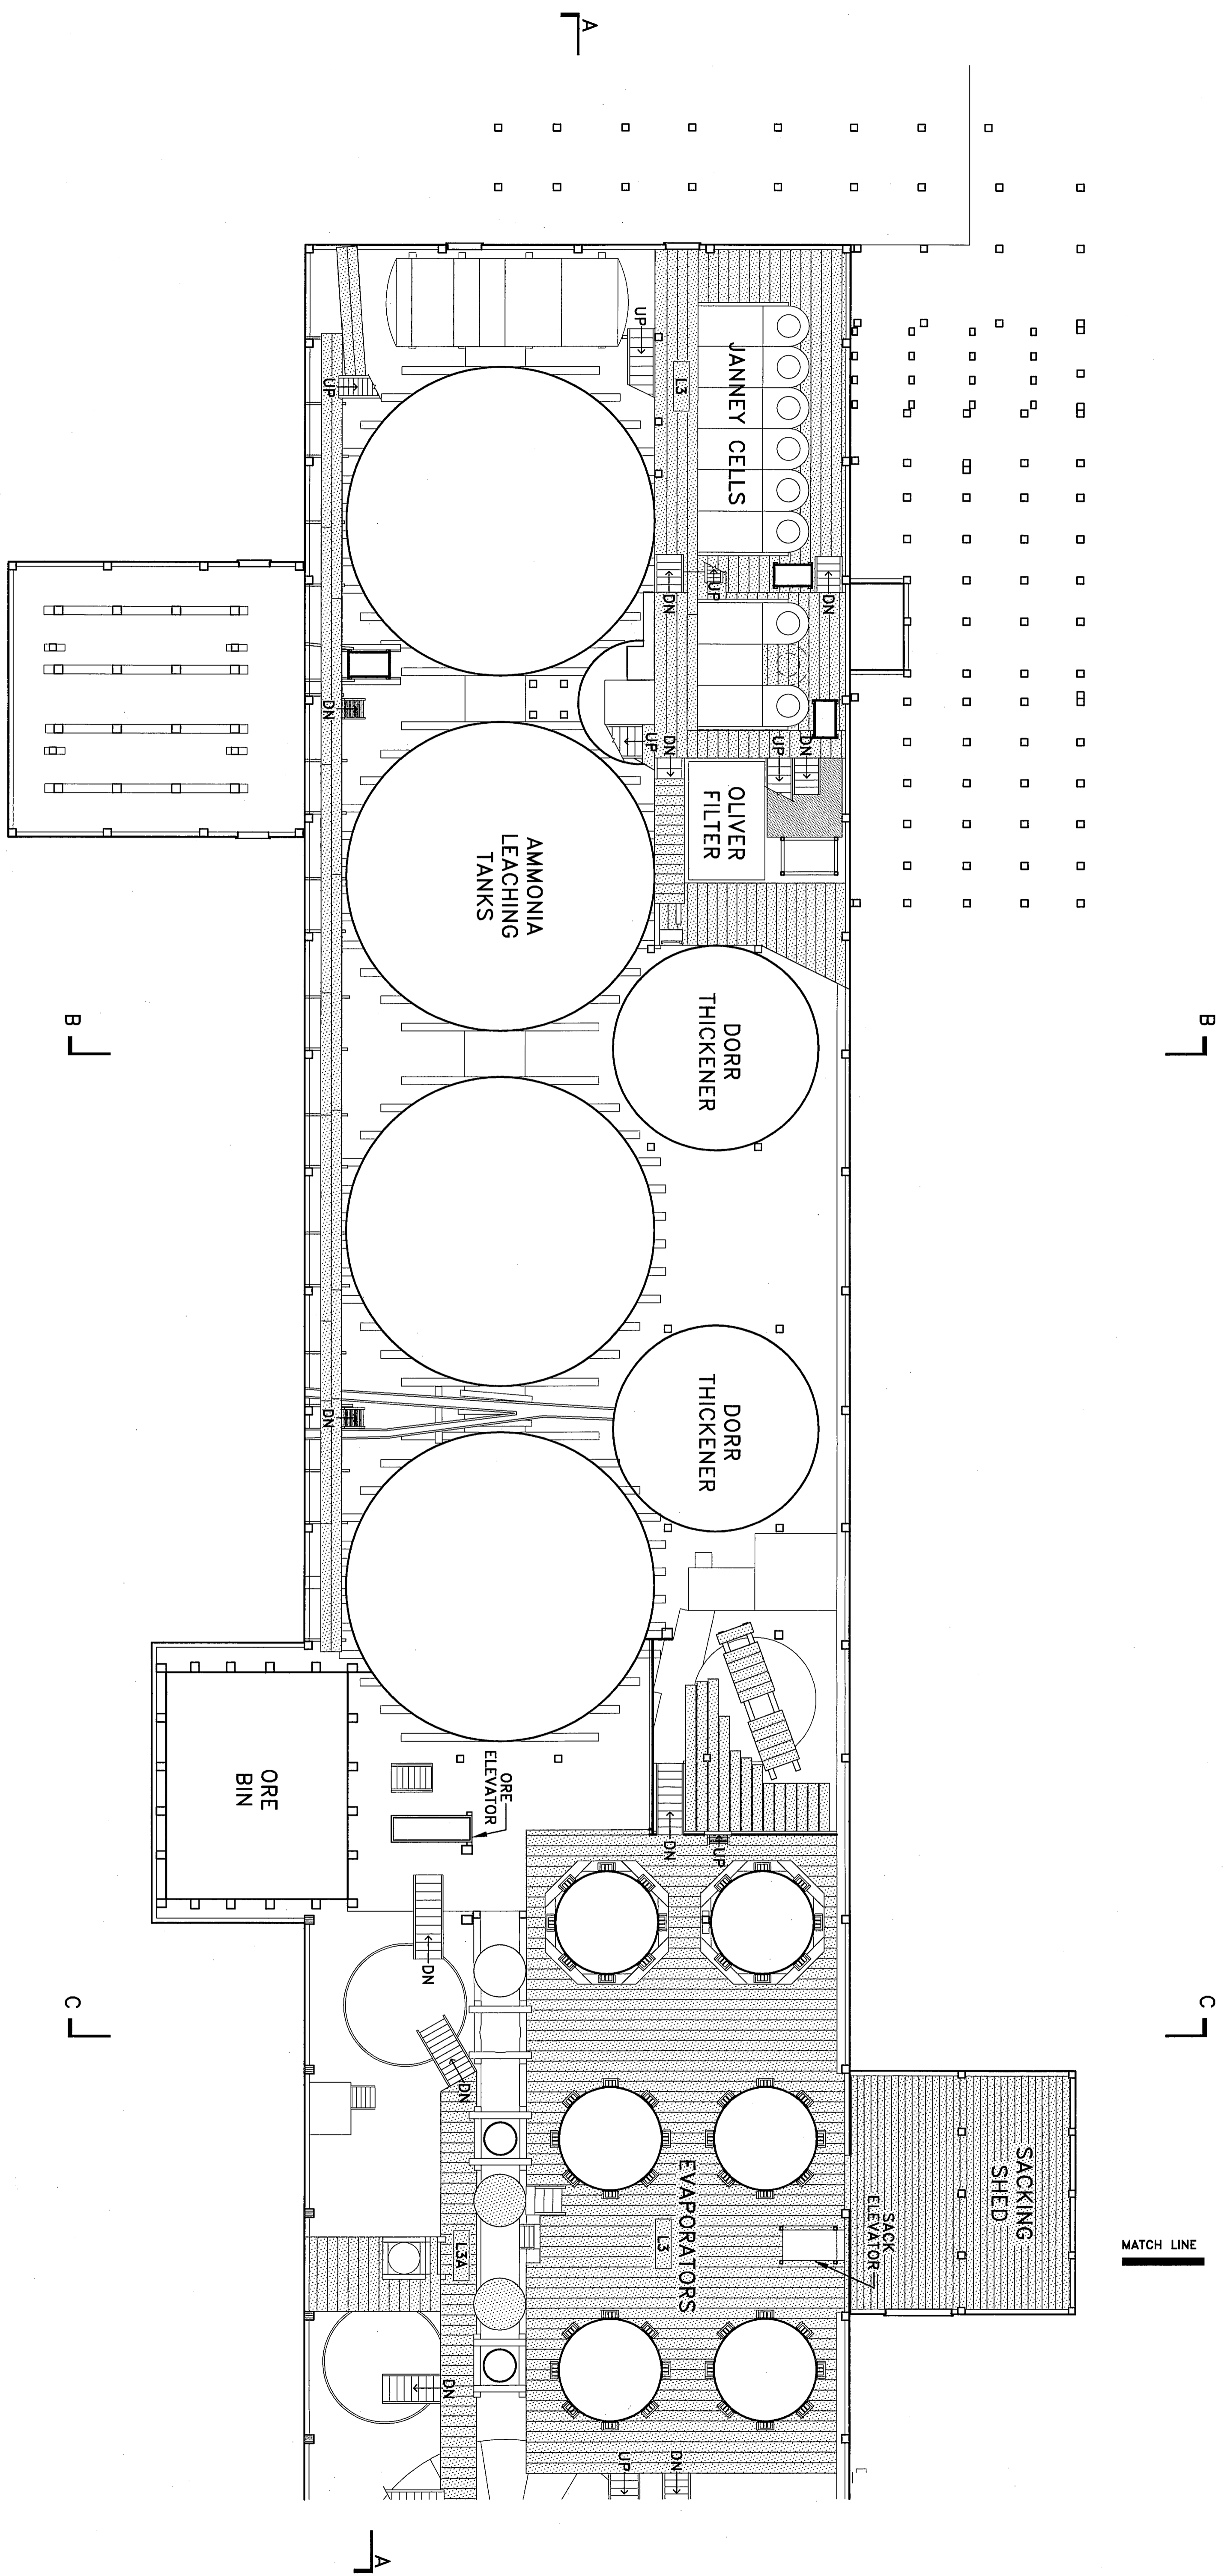 A
UP
JANNEY CELLS
L3
UP
UP
DN
DN
DN
UP
DN
UP
DN
OLIVER
FILTER
AMMONIA
LEACHING
TANKS
B
B
DORR
THICKENER
DORR
THICKENER
DN
ORE
ELEVATOR
ORE
BIN
DN
UP
DN
C
C
DN
SACKING
SHED
EVAPORATORS
SACK
ELEVATOR
L3
L3A
MATCH LINE
DN
UP
DN
A